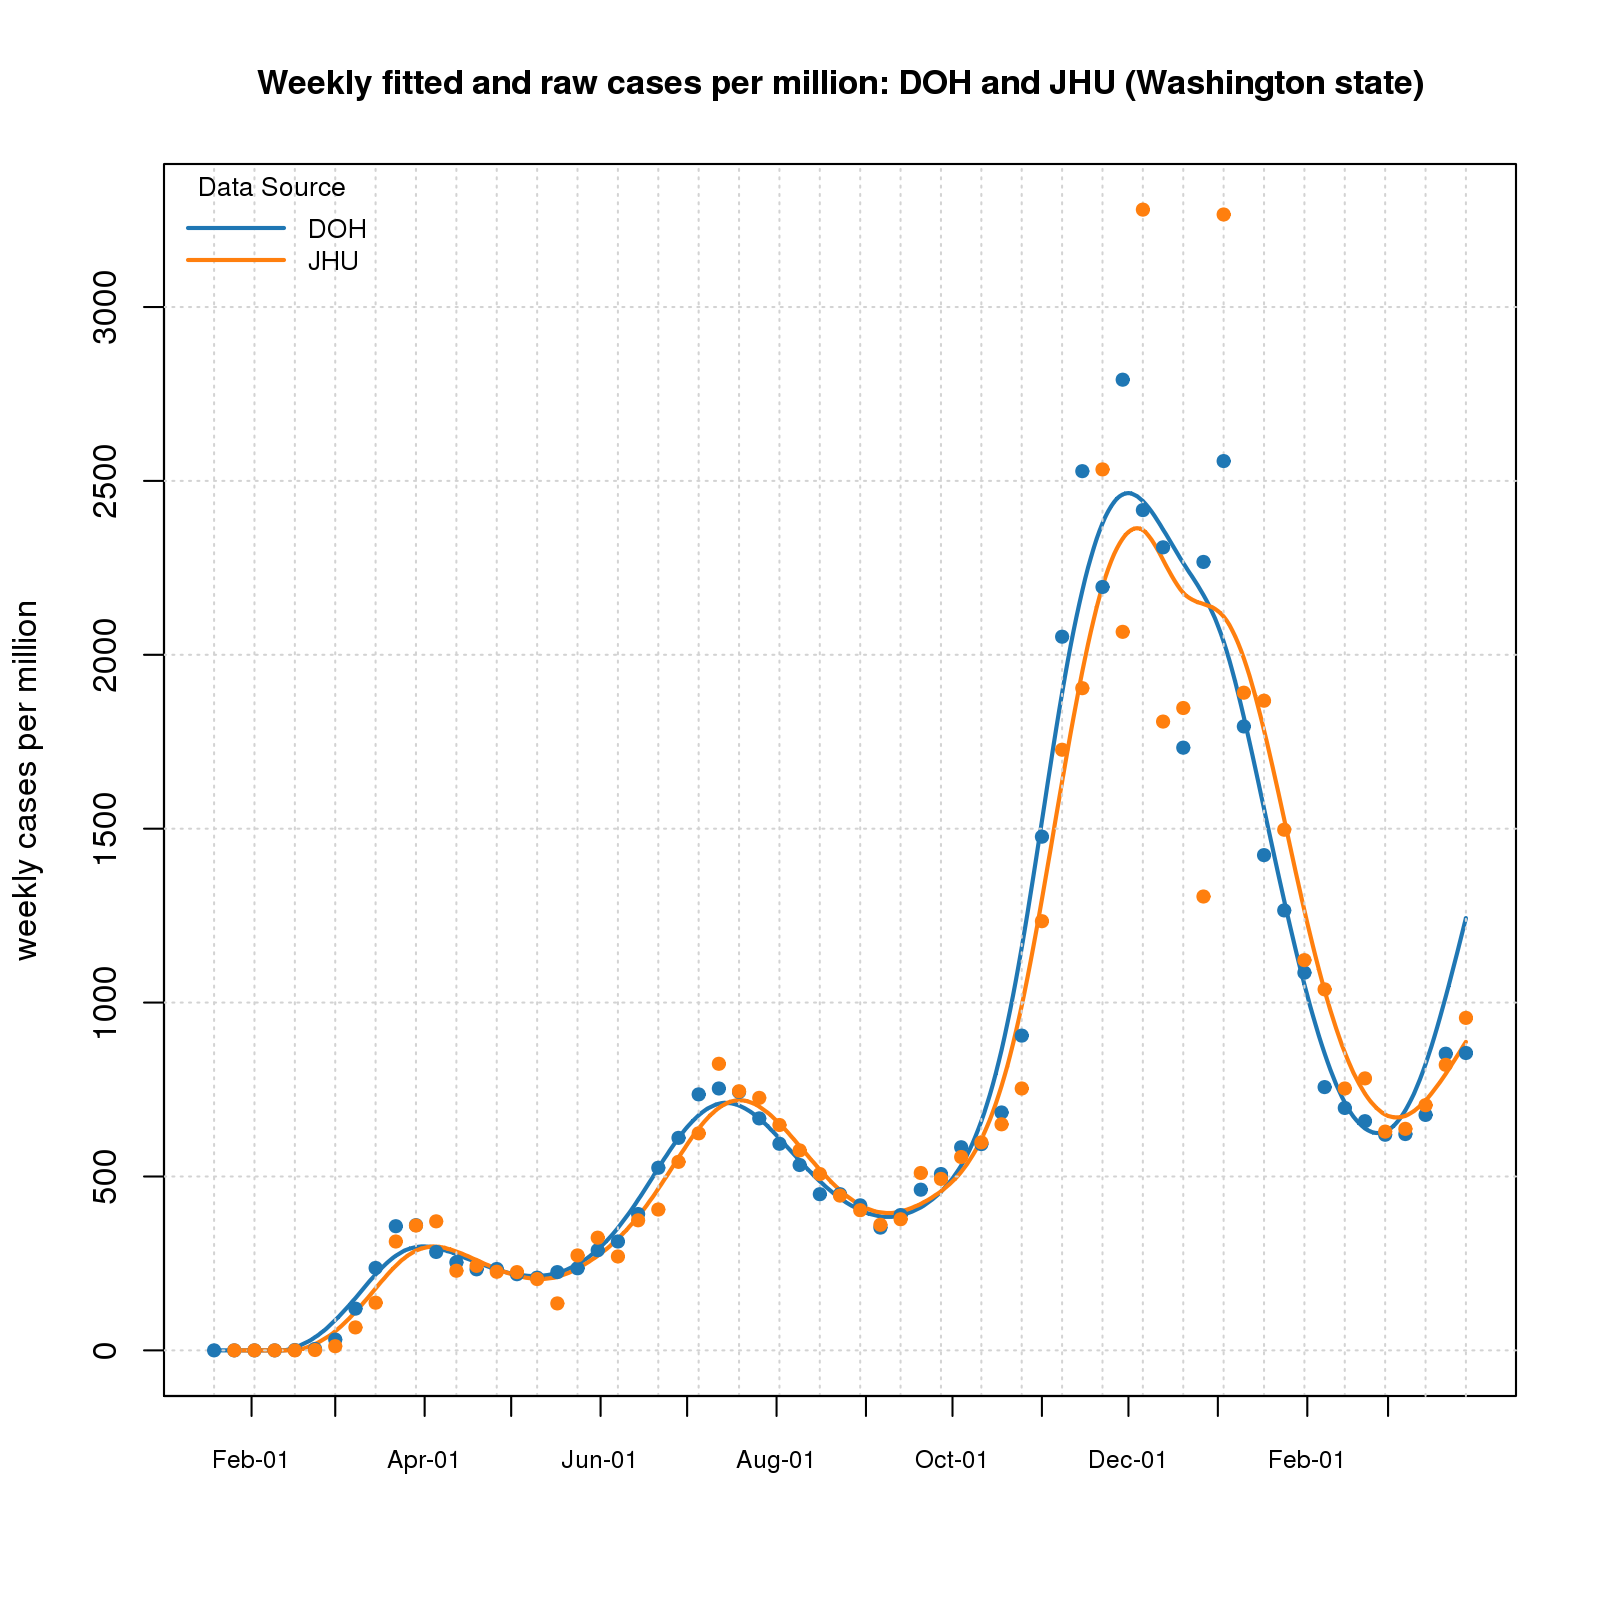 Weekly fitted and raw cases per million: DOH and JHU (Washington state)
Data Source
DOH
JHU
weekly cases per million
3000
2500
2000
1500
1000
500
0
Feb-01 Apr-01 Jun-01 Aug-01 Oct-01 Dec-01 Feb-01